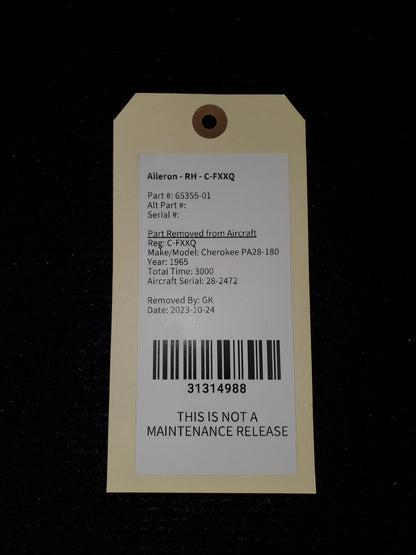 Aileron - RH - C-FXXQ
Part #: 65355-01
Alt Part #:
Serial #:
Part Removed from Aircraft
Reg: C-FXXQ
Make/Model: Cherokee PA28-180
Year: 1965
Total Time: 3000
Aircraft Serial: 28-2472
Removed By: GK
Date: 2023-10-24
31314988
THIS IS NOT A
MAINTENANCE RELEASE